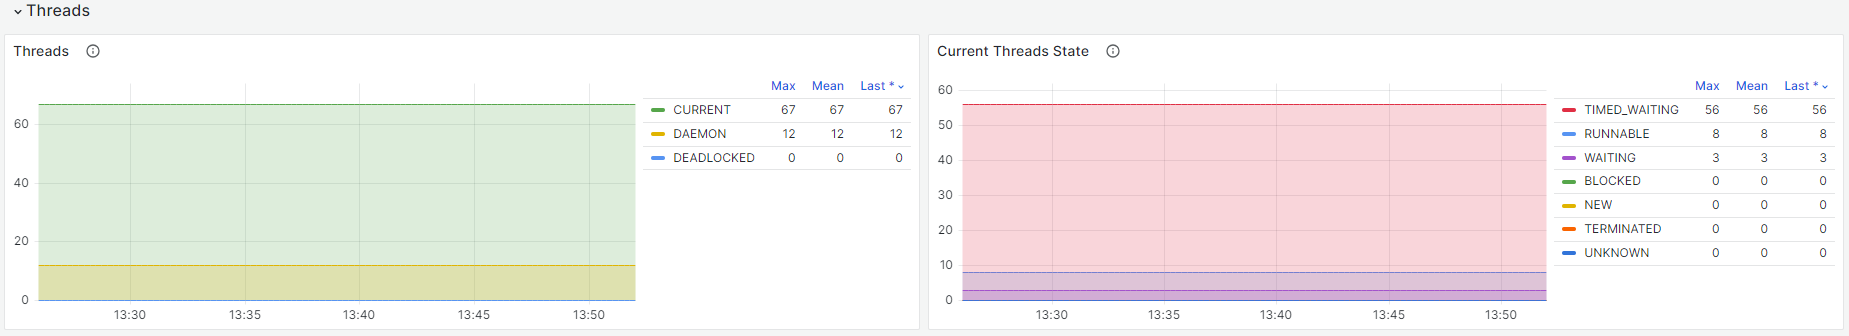 Threads
Threads
Max Mean Last *
CURRENT 67 67 67
DAEMON 12 12 12
DEADLOCKED 0 0 0
60
40
20
0
13:30 13:35 13:40 13:45 13:50
Current Threads State
Max Mean Last *
TIMED_WAITING 56 56 56
RUNNABLE 8 8 8
WAITING 3 3 3
BLOCKED 0 0 0
NEW 0 0 0
TERMINATED 0 0 0
UNKNOWN 0 0 0
60
50
40
30
20
10
0
13:30 13:35 13:40 13:45 13:50